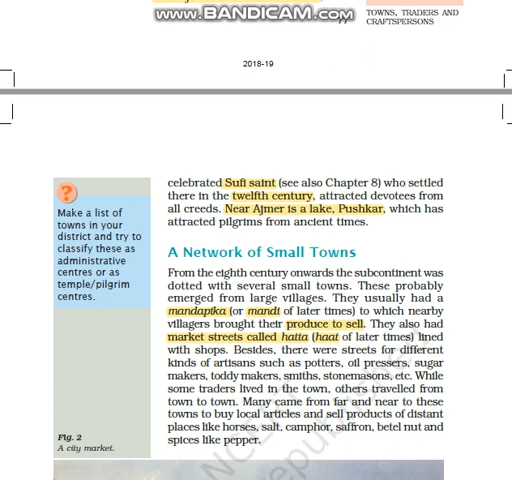 www.BANDICAM.com
TOWNS, TRADERS AND
CRAFTSPERSONS
2018-19
celebrated Sufi saint (see also Chapter 8) who settled
there in the twelfth century, attracted devotees from
all creeds. Near Ajmer is a lake, Pushkar, which has
attracted pilgrims from ancient times.
?
Make a list of
towns in your
district and try to
classify these as
administrative
centres or as
temple/pilgrim
centres.
A Network of Small Towns
From the eighth century onwards the subcontinent was
dotted with several small towns. These probably
emerged from large villages. They usually had a
mandapika (or mandi of later times) to which nearby
villagers brought their produce to sell. They also had
market streets called hatta (haat of later times) lined
with shops. Besides, there were streets for different
kinds of artisans such as potters, oil pressers, sugar
makers, toddy makers, smiths, stonemasons, etc. While
some traders lived in the town, others travelled from
town to town. Many came from far and near to these
towns to buy local articles and sell products of distant
places like horses, salt, camphor, saffron, betel nut and
spices like pepper.
Fig. 2
A city market.